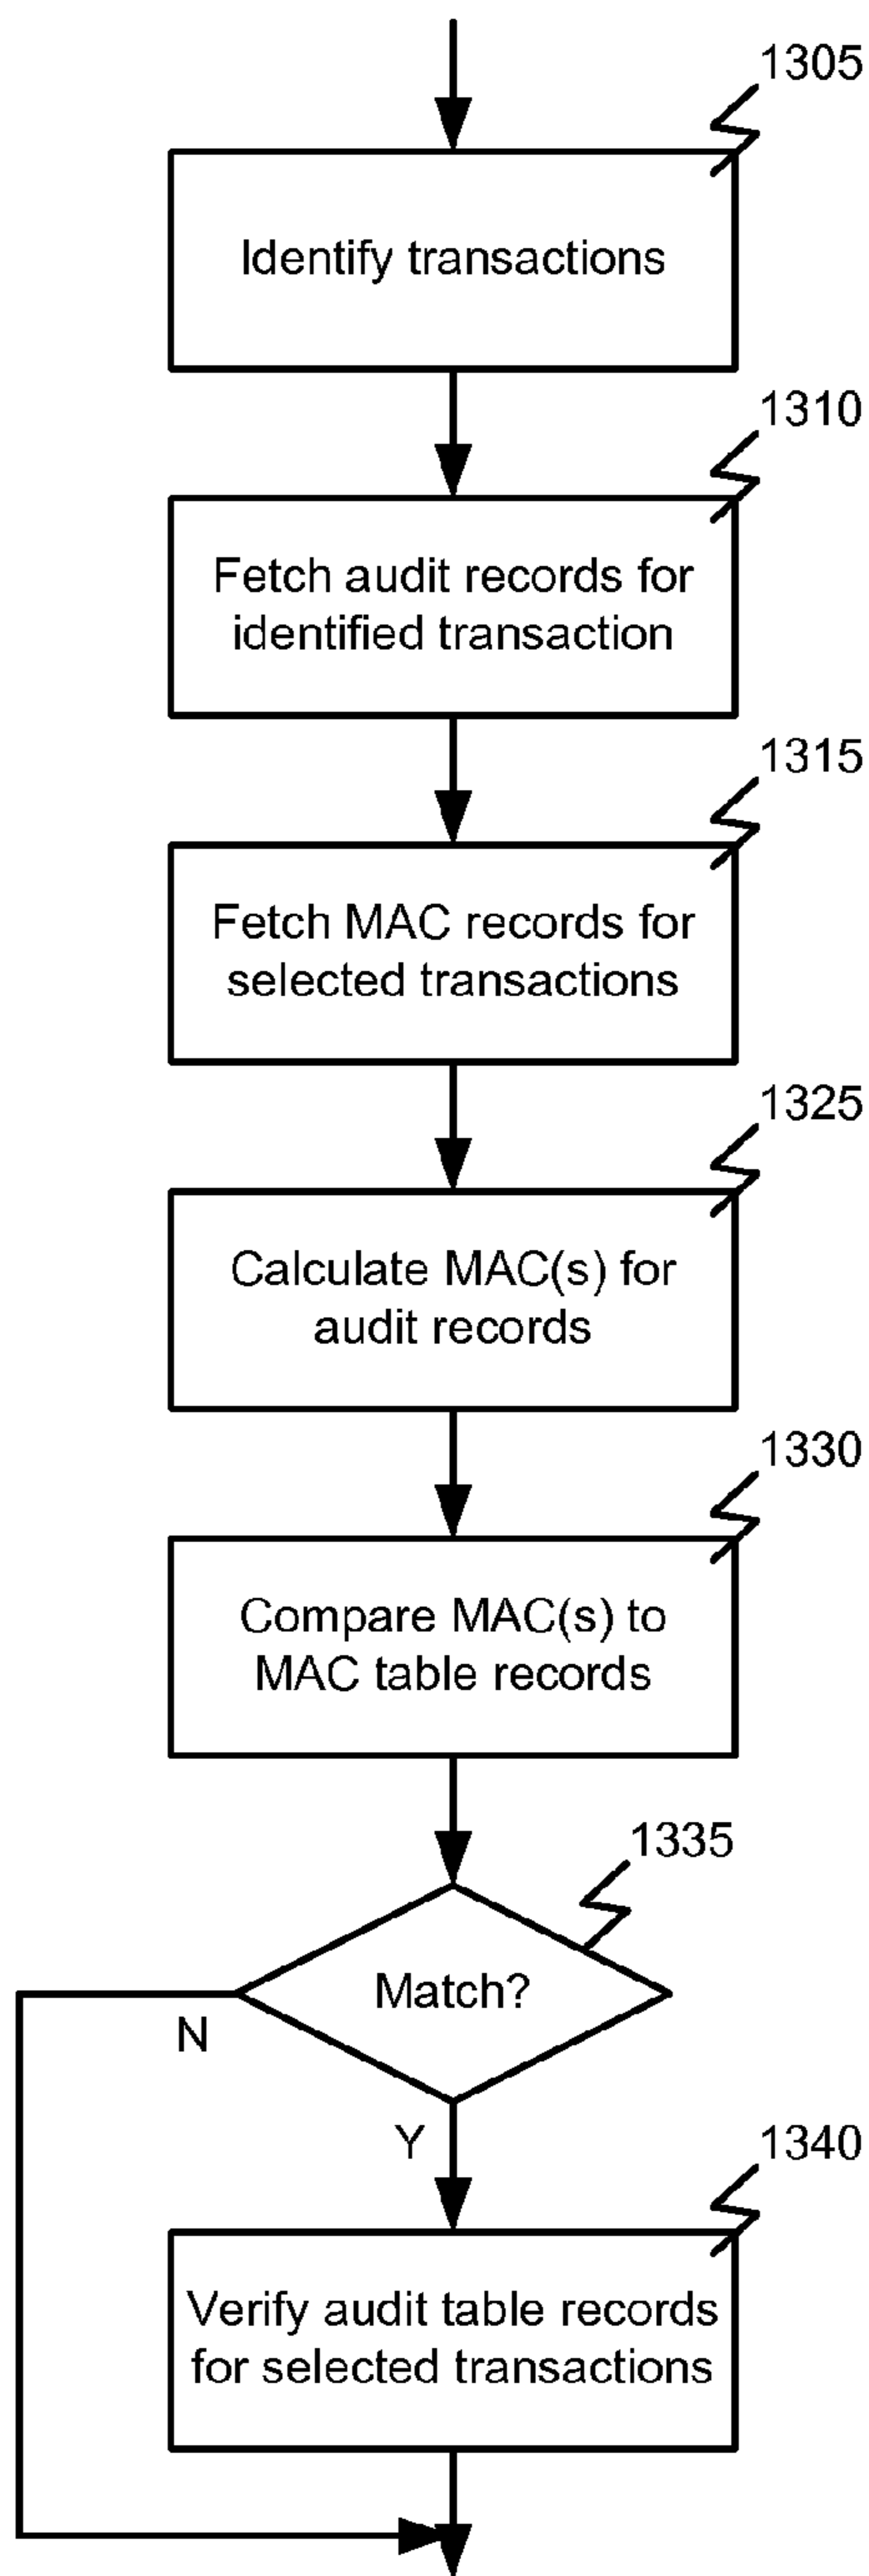 1305
Identify transactions
1310
Fetch audit records for
identified transaction
1315
Fetch MAC records for
selected transactions
1325
Calculate MAC(s) for
audit records
1330
Compare MAC(s) to
MAC table records
1335
Match?
N
Y
1340
Verify audit table records
for selected transactions